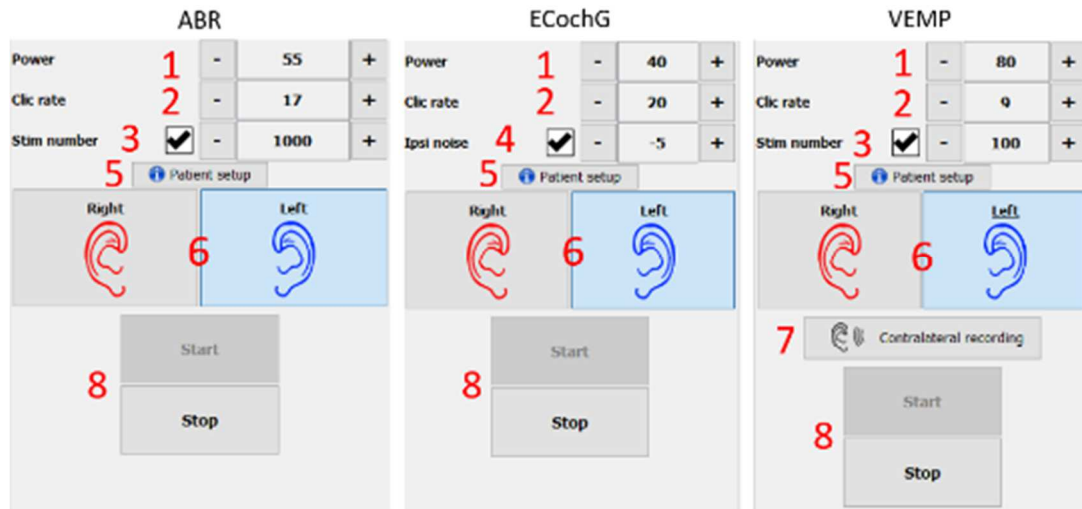 ABR
Power 1 - 55 +
Clic rate 2 - 17 +
Stim number 3 - 1000 +
5 Patient setup
Right 6 Left
Start
8
Stop
ECochG
Power 1 - 40 +
Clic rate 2 - 20 +
Ipsi noise 4 - -5 +
5 Patient setup
Right 6 Left
Start
8
Stop
VEMP
Power 1 - 80 +
Clic rate 2 - 9 +
Stim number 3 - 100 +
5 Patient setup
Right 6 Left
7 Contralateral recording
Start
8
Stop